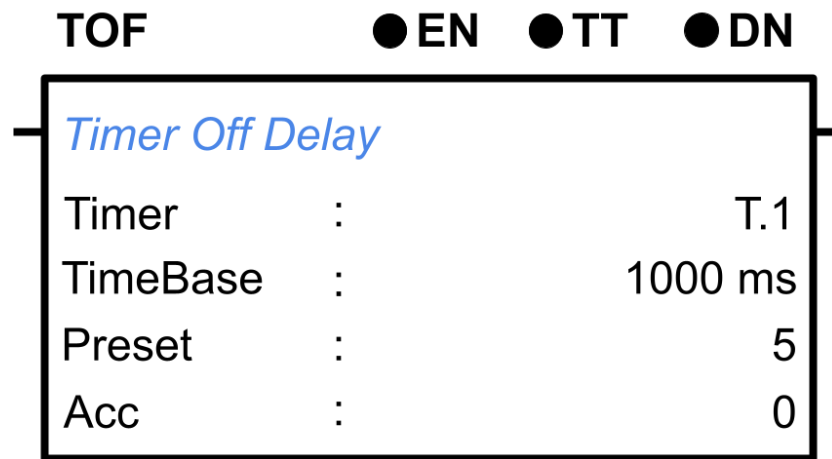 TOF EN TT DN
Timer Off Delay
Timer : T.1
TimeBase : 1000 ms
Preset : 5
Acc : 0